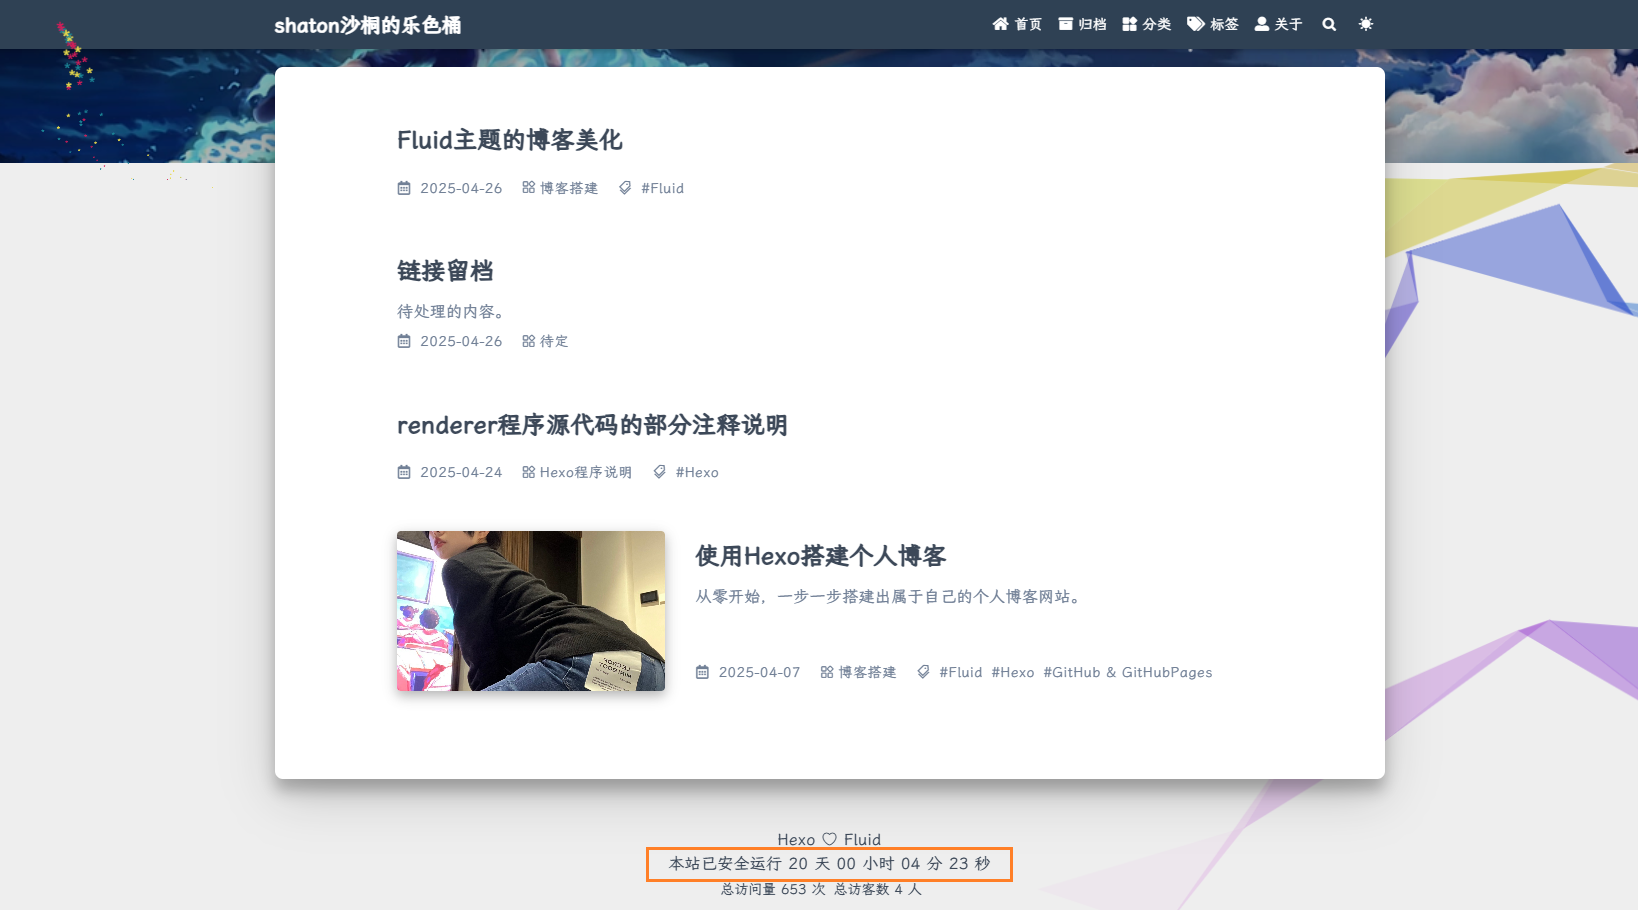 shaton沙桐的乐色桶
首页 归档 分类 标签 关于
Fluid主题的博客美化
2025-04-26 博客搭建 #Fluid
链接留档
待处理的内容。
2025-04-26 待定
renderer程序源代码的部分注释说明
2025-04-24 Hexo程序说明 #Hexo
使用Hexo搭建个人博客
从零开始，一步一步搭建出属于自己的个人博客网站。
2025-04-07 博客搭建 #Fluid #Hexo #GitHub & GitHubPages
Hexo ♡ Fluid
本站已安全运行 20 天 00 小时 04 分 23 秒
总访问量 653 次 总访客数 4 人